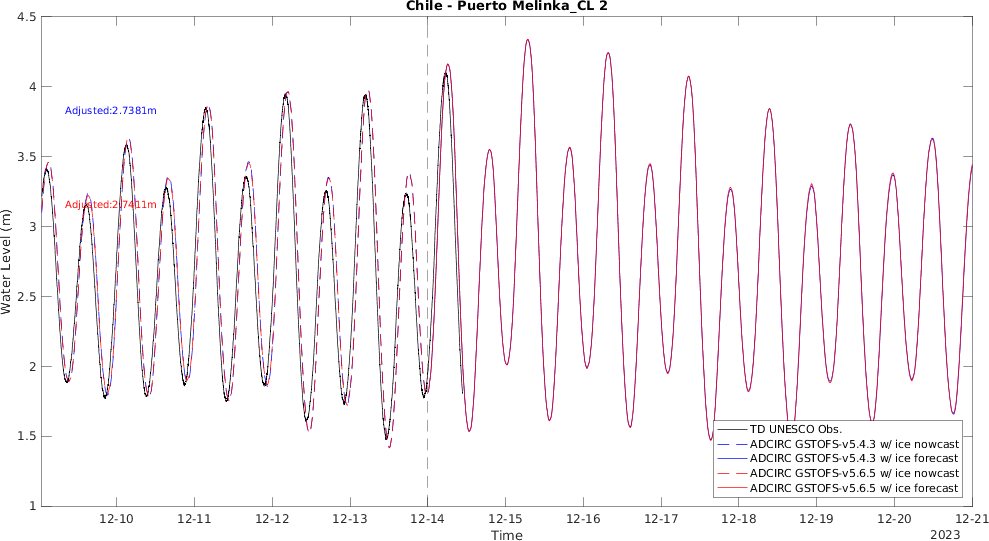 Chile - Puerto Melinka_CL 2
4.5
4
3.5
3
2.5
2
1.5
1
Water Level (m)
Adjusted:2.7381m
Adjusted:2.7411m
TD UNESCO Obs.
ADCIRC GSTOFS-v5.4.3 w/ ice nowcast
ADCIRC GSTOFS-v5.4.3 w/ ice forecast
ADCIRC GSTOFS-v5.6.5 w/ ice nowcast
ADCIRC GSTOFS-v5.6.5 w/ ice forecast
12-10 12-11 12-12 12-13 12-14 12-15 12-16 12-17 12-18 12-19 12-20 12-21
Time
2023